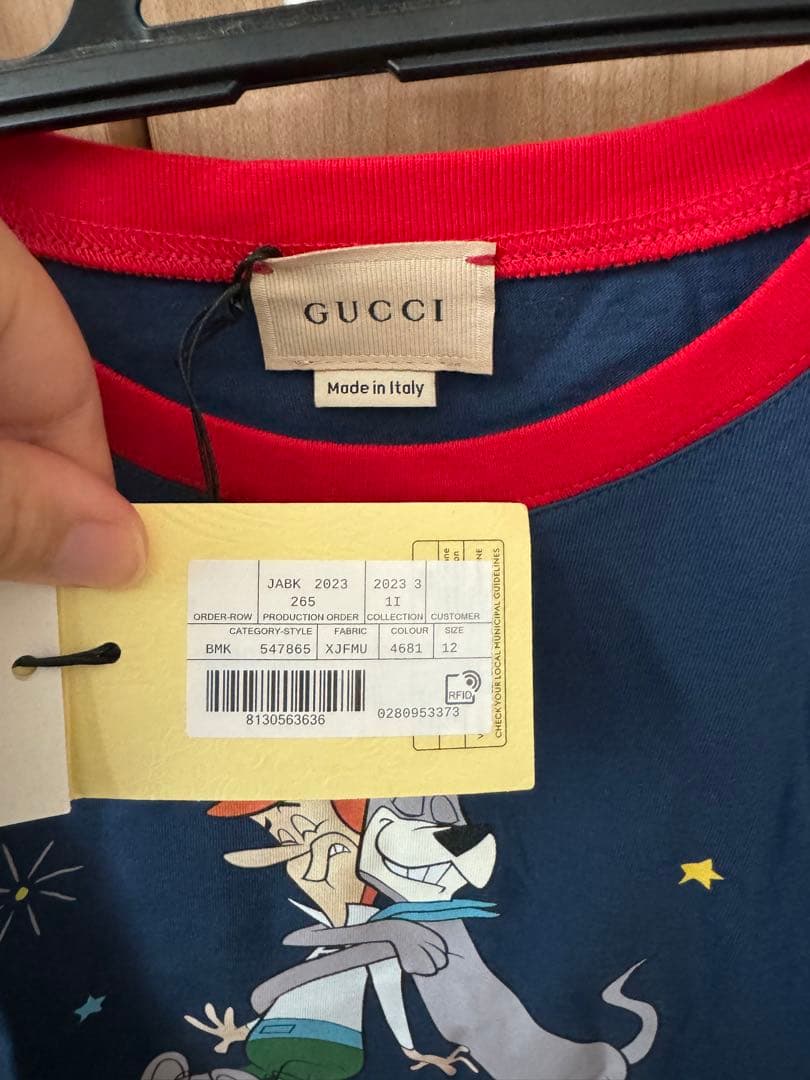 GUCCI
Made in Italy
JABK 2023 2023 3
265 1I
ORDER-ROW PRODUCTION ORDER COLLECTION CUSTOMER
CATEGORY-STYLE FABRIC COLOUR SIZE
BMK 547865 XJFMU 4681 12
RFID
8130563636 0280953373
CHECK YOUR LOCAL MUNICIPAL GUIDELINES